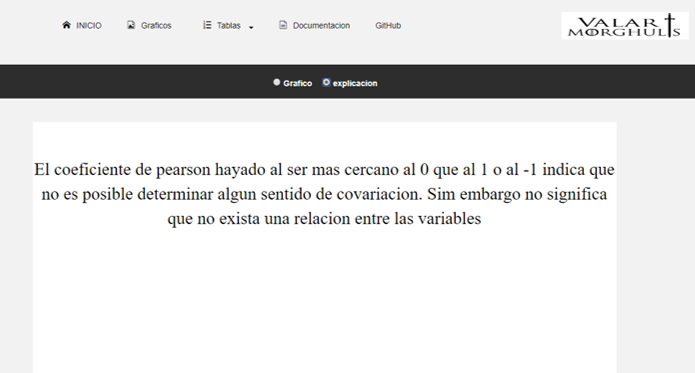 INICIO Graficos Tablas Documentacion GitHub
VALAR MORGHULIS
Grafico explicacion
El coeficiente de pearson hayado al ser mas cercano al 0 que al 1 o al -1 indica que
no es posible determinar algun sentido de covariacion. Sim embargo no significa
que no exista una relacion entre las variables